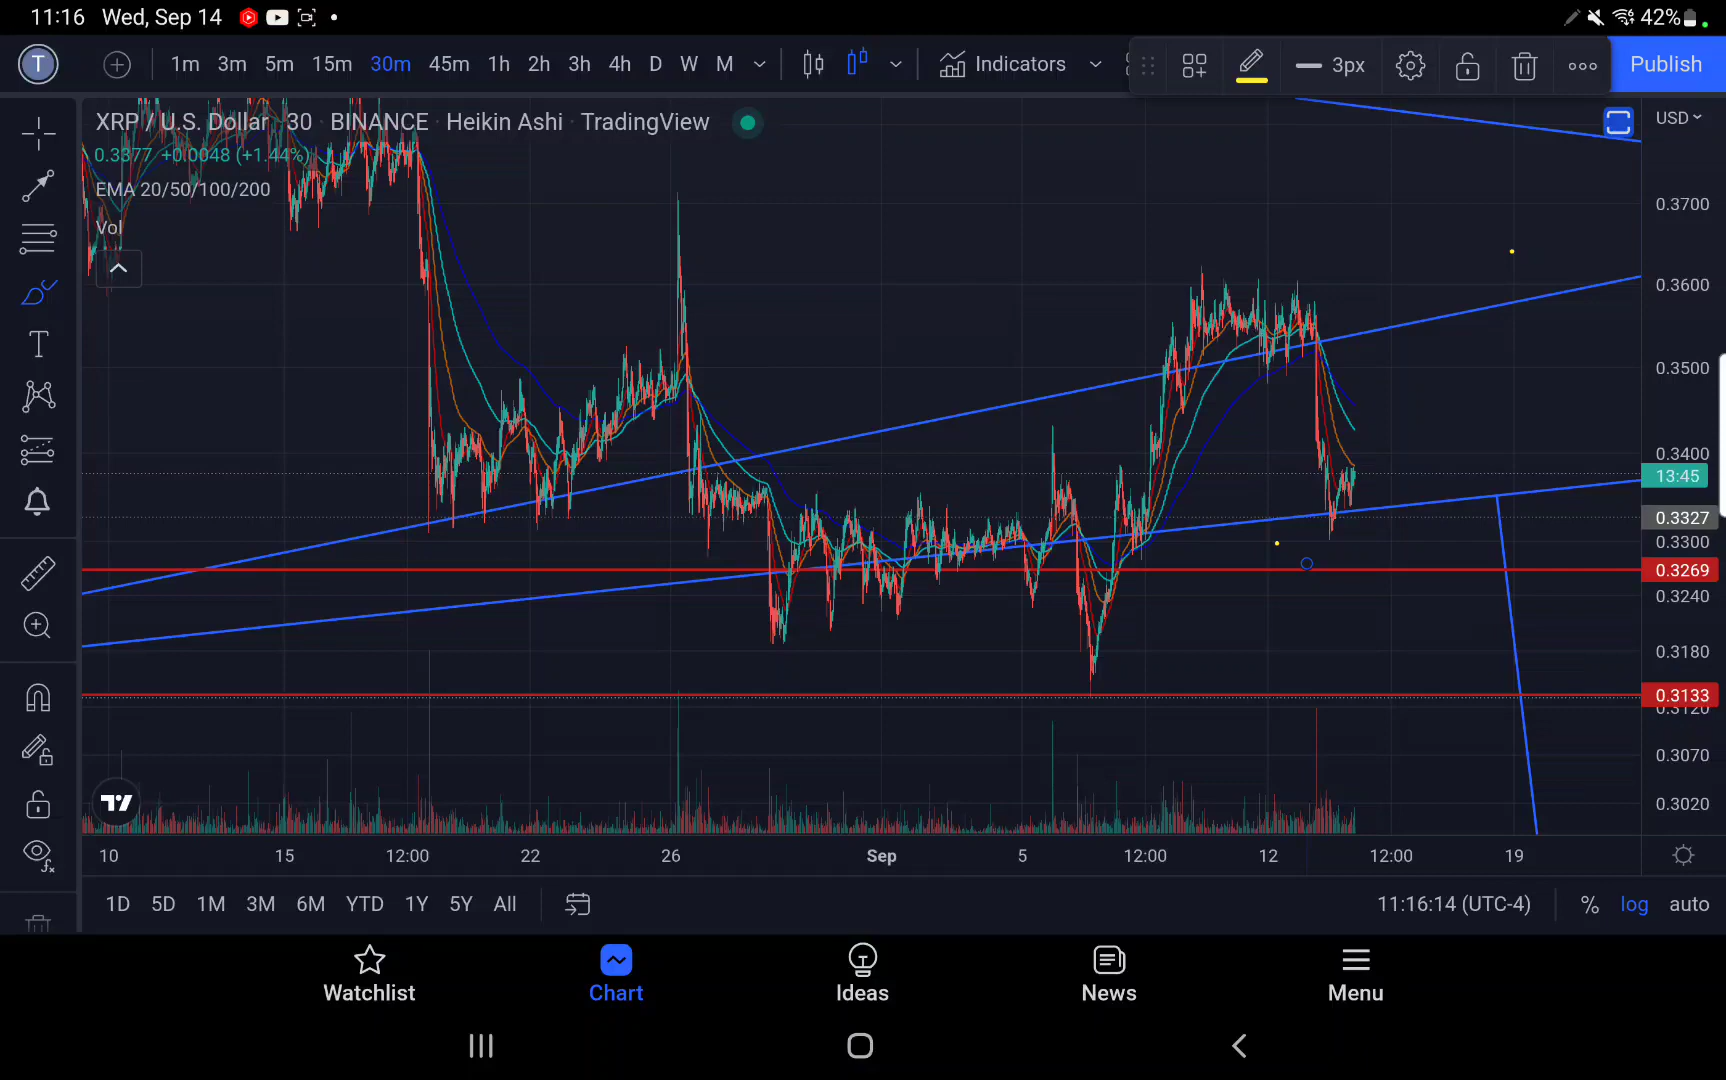 11:16 Wed, Sep 14
42%
T
1m 3m 5m 15m 30m 45m 1h 2h 3h 4h D W M
Indicators
3px
Publish
XRP / U.S. Dollar · 30 · BINANCE · Heikin Ashi · TradingView
USD
0.3377 +0.0048 (+1.44%)
EMA 20/50/100/200
Vol
0.3700
0.3600
0.3500
0.3400
13:45
0.3327
0.3300
0.3269
0.3240
0.3180
0.3133
0.3120
0.3070
0.3020
10 15 12:00 22 26 Sep 5 12:00 12 12:00 19
1D 5D 1M 3M 6M YTD 1Y 5Y All
11:16:14 (UTC-4) % log auto
Watchlist Chart Ideas News Menu